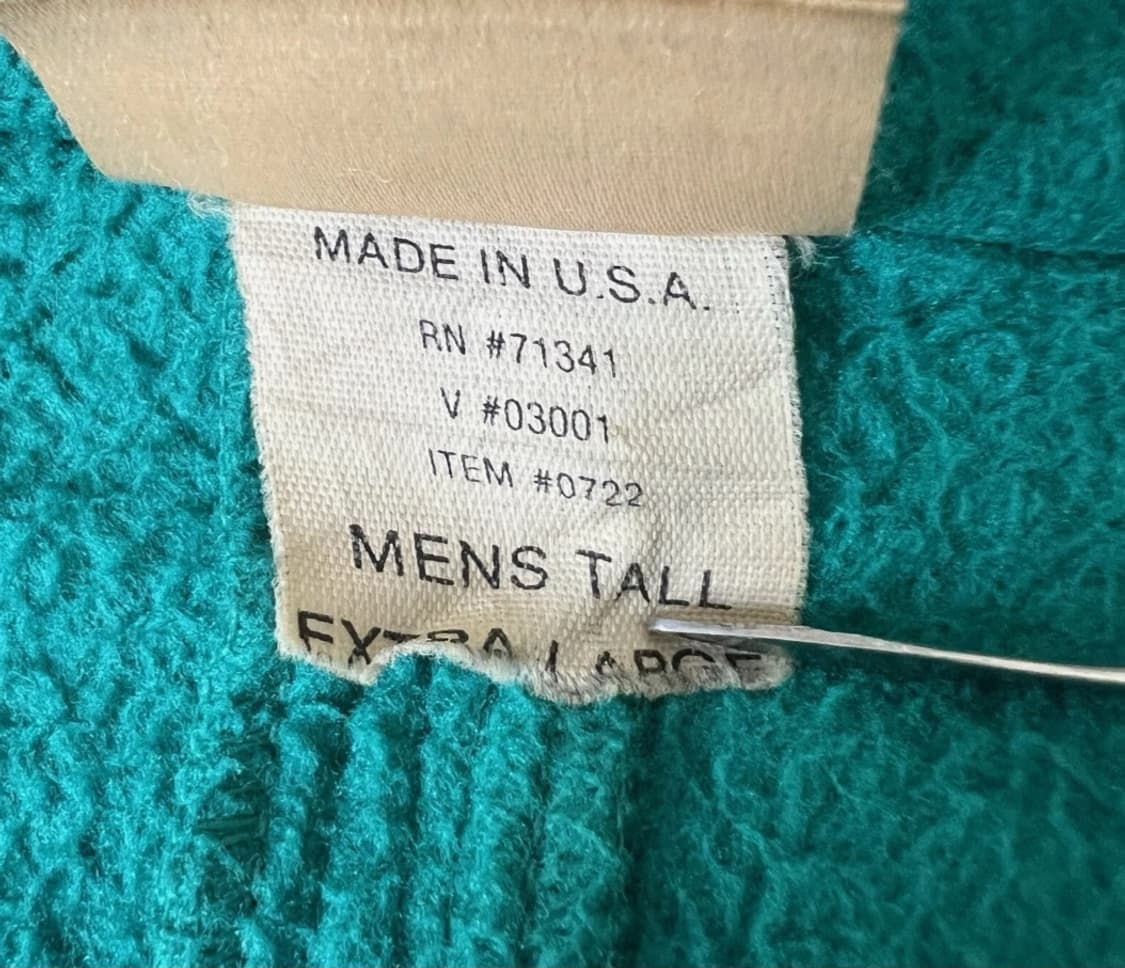 MADE IN U.S.A.
RN #71341
V #03001
ITEM #0722
MENS TALL
EXTRA LARGE